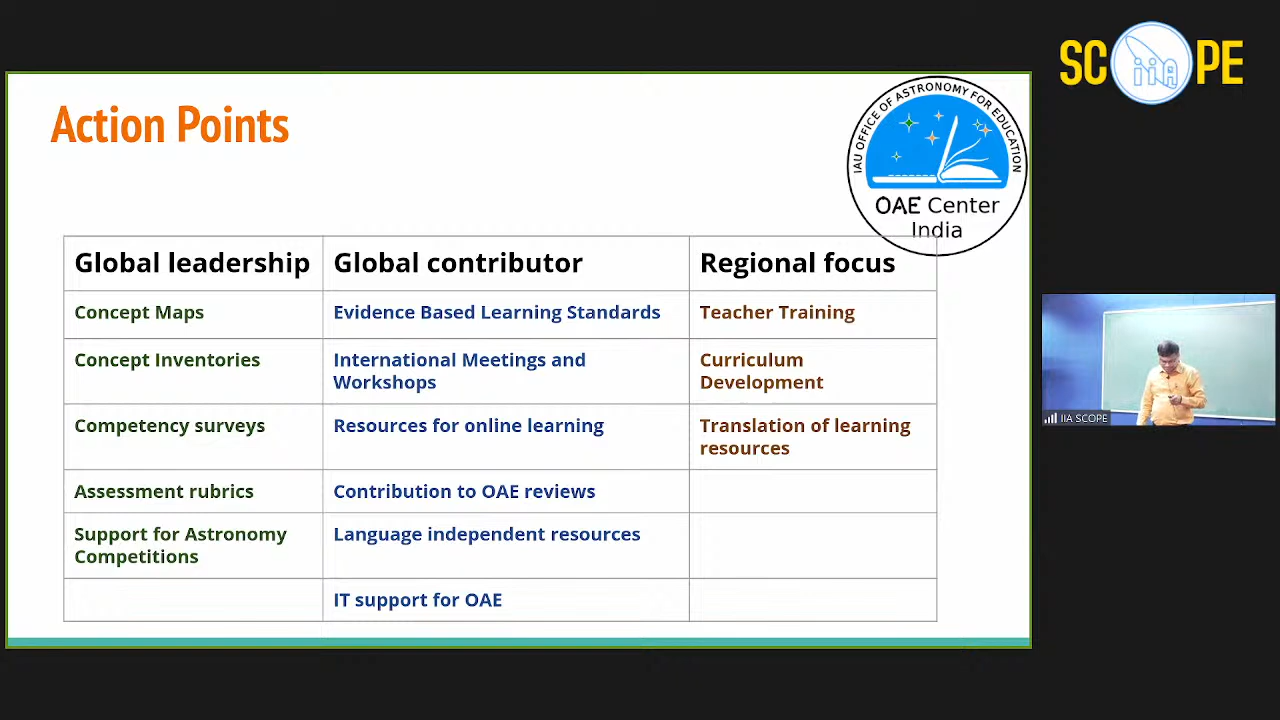 SC iiA PE
Action Points
IAU OFFICE OF ASTRONOMY FOR EDUCATION
OAE Center
India
Global leadership Global contributor Regional focus
Concept Maps Evidence Based Learning Standards Teacher Training
Concept Inventories International Meetings and Curriculum
Workshops Development
Competency surveys Resources for online learning Translation of learning
resources
Assessment rubrics Contribution to OAE reviews
Support for Astronomy Language independent resources
Competitions
IT support for OAE
IIA SCOPE